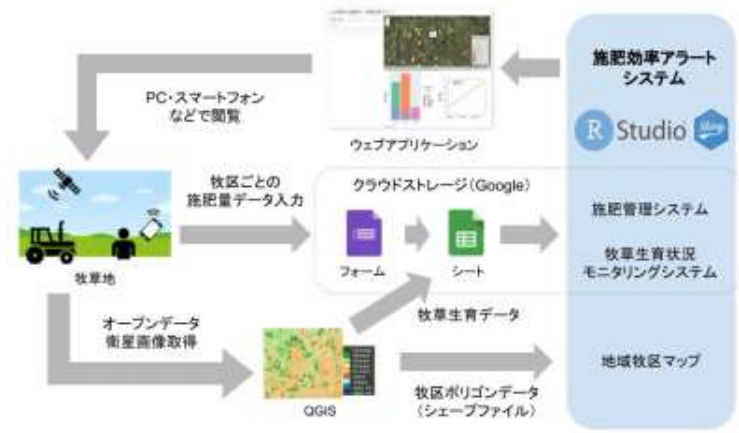 施肥効率アラート
システム
R Studio
Shiny
PC・スマートフォン
などで閲覧
ウェブアプリケーション
牧区ごとの
施肥量データ入力
クラウドストレージ（Google）
施肥管理システム
フォーム
シート
牧草生育状況
モニタリングシステム
牧草地
オープンデータ
衛星画像取得
牧草生育データ
地域牧区マップ
QGIS
牧区ポリゴンデータ
（シェープファイル）